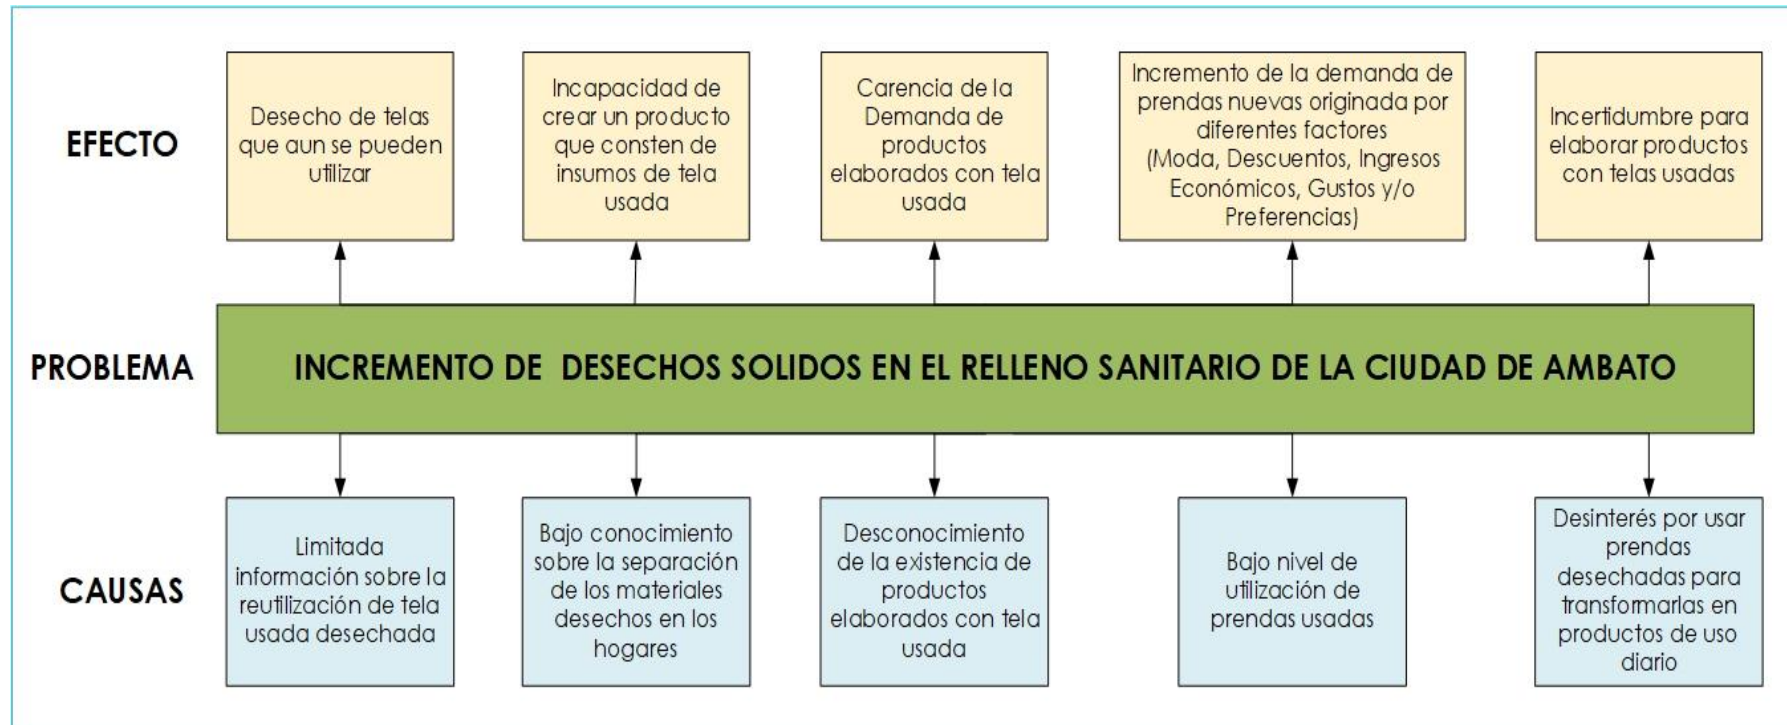 EFECTO
Desecho de telas
que aun se pueden
utilizar
Incapacidad de
crear un producto
que consten de
insumos de tela
usada
Carencia de la
Demanda de
productos
elaborados con tela
usada
Incremento de la demanda de
prendas nuevas originada por
diferentes factores
(Moda, Descuentos, Ingresos
Económicos, Gustos y/o
Preferencias)
Incertidumbre para
elaborar productos
con telas usadas
PROBLEMA
INCREMENTO DE DESECHOS SOLIDOS EN EL RELLENO SANITARIO DE LA CIUDAD DE AMBATO
CAUSAS
Limitada
información sobre la
reutilización de tela
usada desechada
Bajo conocimiento
sobre la separación
de los materiales
desechos en los
hogares
Desconocimiento
de la existencia de
productos
elaborados con tela
usada
Bajo nivel de
utilización de
prendas usadas
Desinterés por usar
prendas
desechadas para
transformarlas en
productos de uso
diario